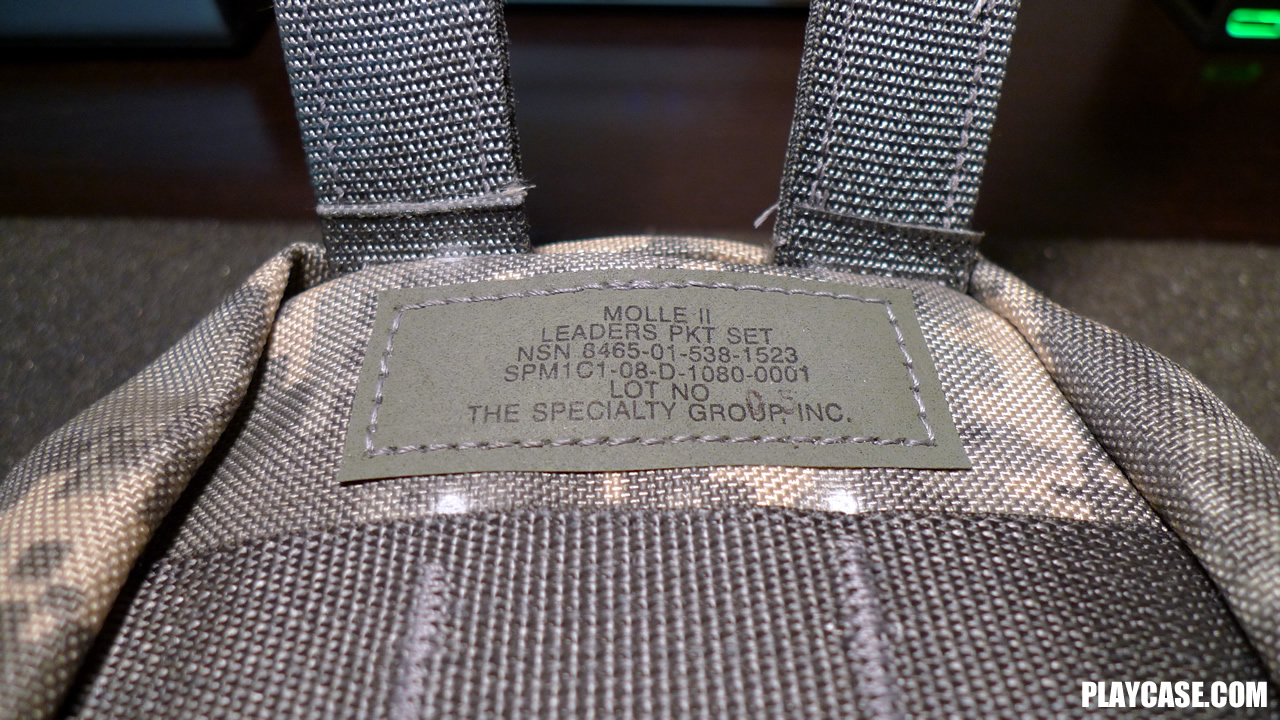 MOLLE II
LEADERS PKT SET
NSN 8465-01-538-1523
SPM1C1-08-D-1080-0001
LOT NO
THE SPECIALTY GROUP, INC.
PLAYCASE.COM